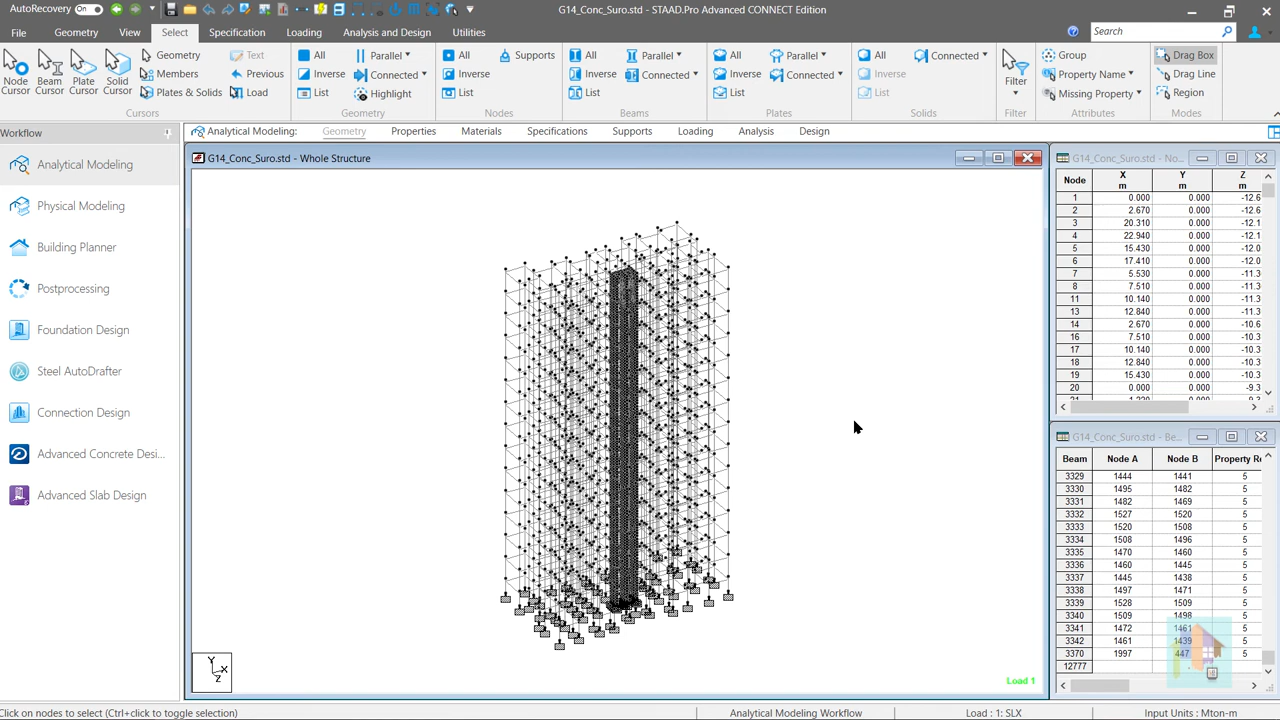 AutoRecovery On
G14_Conc_Suro.std - STAAD.Pro Advanced CONNECT Edition
File Geometry View Select Specification Loading Analysis and Design Utilities Search
Geometry Text All Parallel All Supports All Parallel All Parallel All Connected Group Drag Box
Members Previous Inverse Connected Inverse Inverse Connected Inverse Connected Inverse Property Name Drag Line
Node Beam Plate Solid Filter
Cursor Cursor Cursor Cursor Plates & Solids Load List Highlight List List List List Missing Property Region
Cursors Geometry Nodes Beams Plates Solids Filter Attributes Modes
Workflow Analytical Modeling: Geometry Properties Materials Specifications Supports Loading Analysis Design
G14_Conc_Suro.std - Whole Structure
Analytical Modeling
Physical Modeling
Building Planner
Postprocessing
Foundation Design
Steel AutoDrafter
Connection Design
Advanced Concrete Desi...
Advanced Slab Design
Y
X
Z
Load 1
G14_Conc_Suro.std - No...
Node X Y Z
m m m
1 0.000 0.000 -12.6
2 2.670 0.000 -12.6
3 20.310 0.000 -12.1
4 22.940 0.000 -12.1
5 15.430 0.000 -12.0
6 17.410 0.000 -12.0
7 5.530 0.000 -11.3
8 7.510 0.000 -11.3
11 10.140 0.000 -11.3
13 12.840 0.000 -11.3
14 2.670 0.000 -10.6
16 7.510 0.000 -10.3
17 10.140 0.000 -10.3
18 12.840 0.000 -10.3
19 15.430 0.000 -10.3
20 0.000 0.000 -9.3
G14_Conc_Suro.std - Be...
Beam Node A Node B Property Re
3329 1444 1441 5
3330 1495 1482 5
3331 1482 1469 5
3332 1527 1520 5
3333 1520 1508 5
3334 1508 1496 5
3335 1470 1460 5
3336 1460 1445 5
3337 1445 1438 5
3338 1497 1471 5
3339 1528 1509 5
3340 1509 1498 5
3341 1472 1461 5
3342 1461 1439 5
3370 1997 447 5
12777
Click on nodes to select (Ctrl+click to toggle selection) Analytical Modeling Workflow Load : 1: SLX Input Units : Mton-m